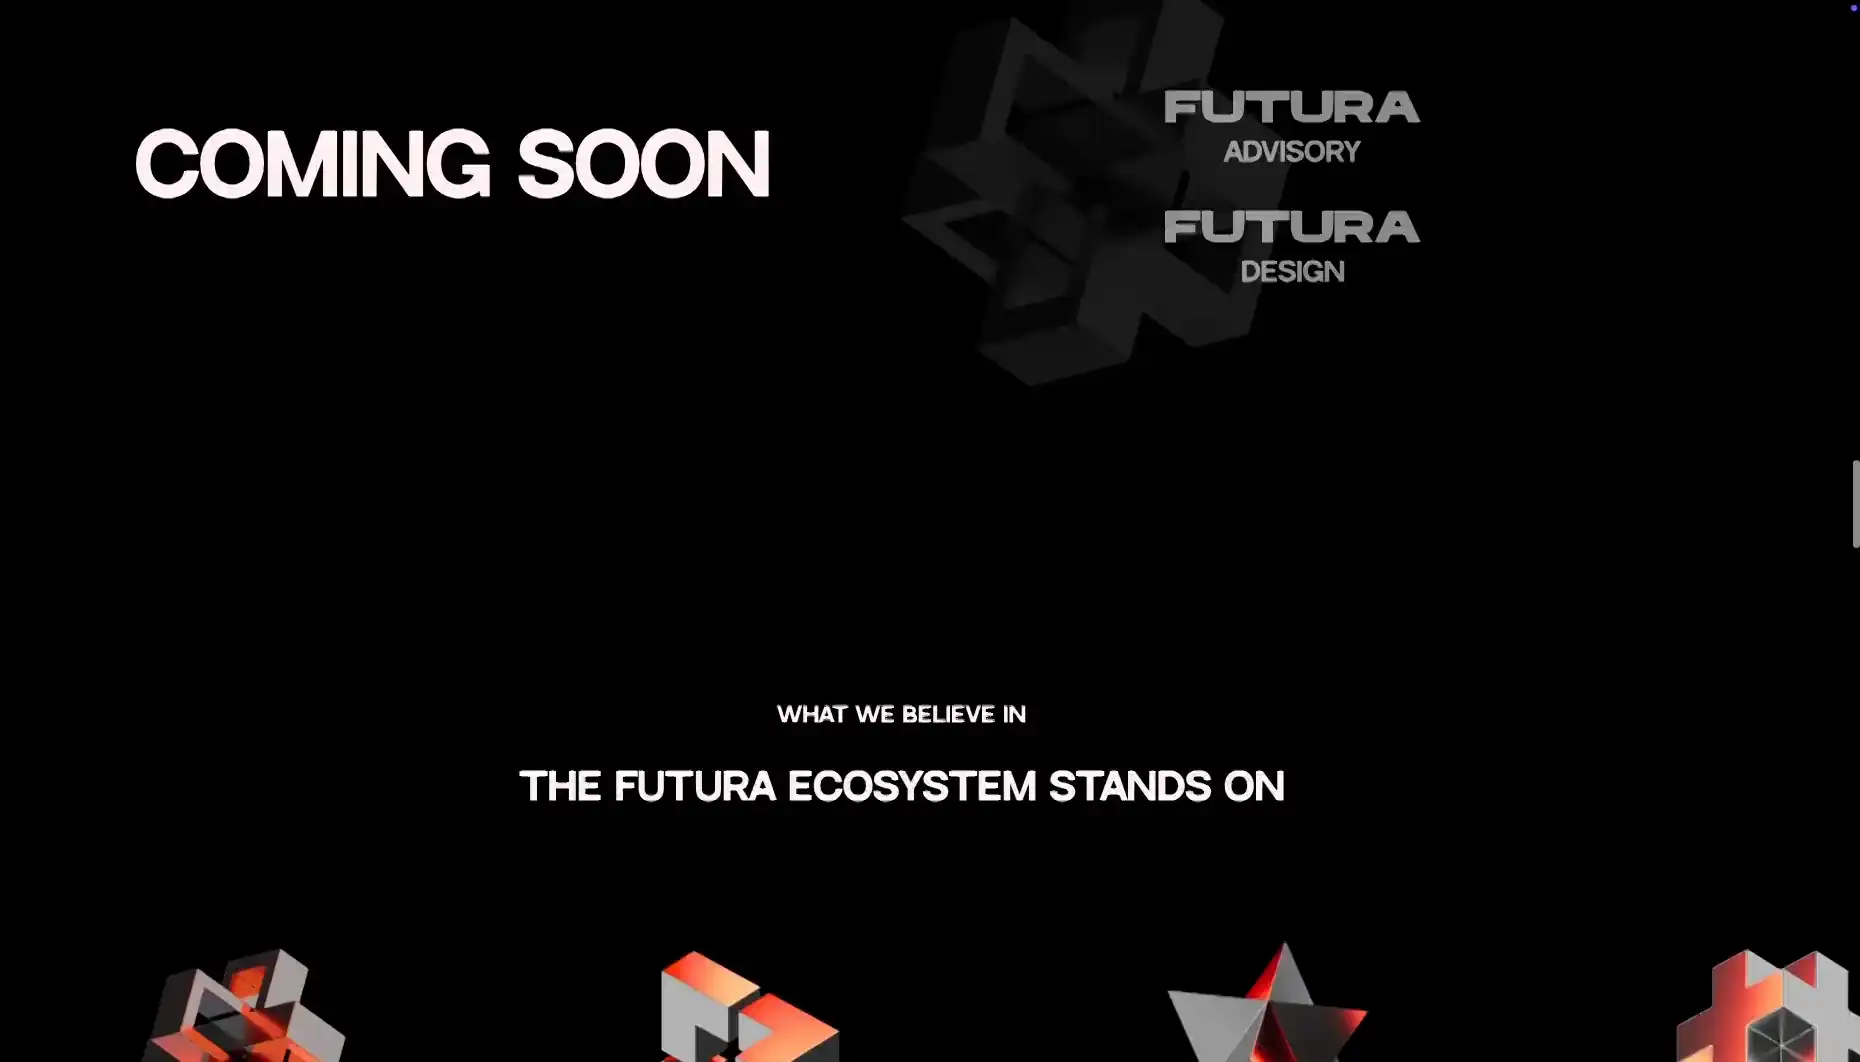 COMING SOON
FUTURA
ADVISORY
FUTURA
DESIGN
WHAT WE BELIEVE IN
THE FUTURA ECOSYSTEM STANDS ON